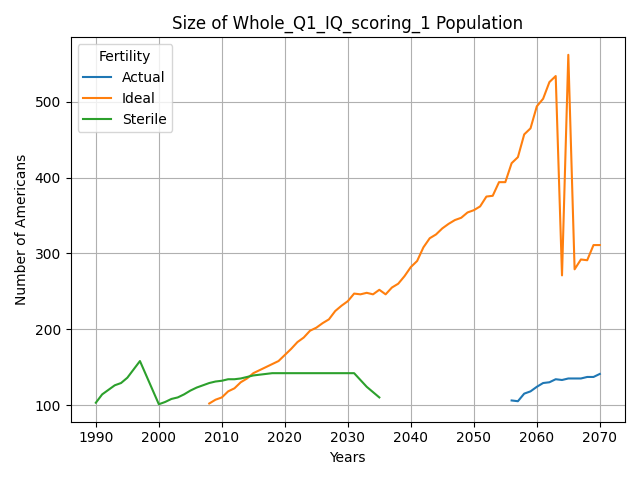 Size of Whole_Q1_IQ_scoring_1 Population
Fertility
Actual
Ideal
Sterile
Number of Americans
500
400
300
200
100
1990 2000 2010 2020 2030 2040 2050 2060 2070
Years